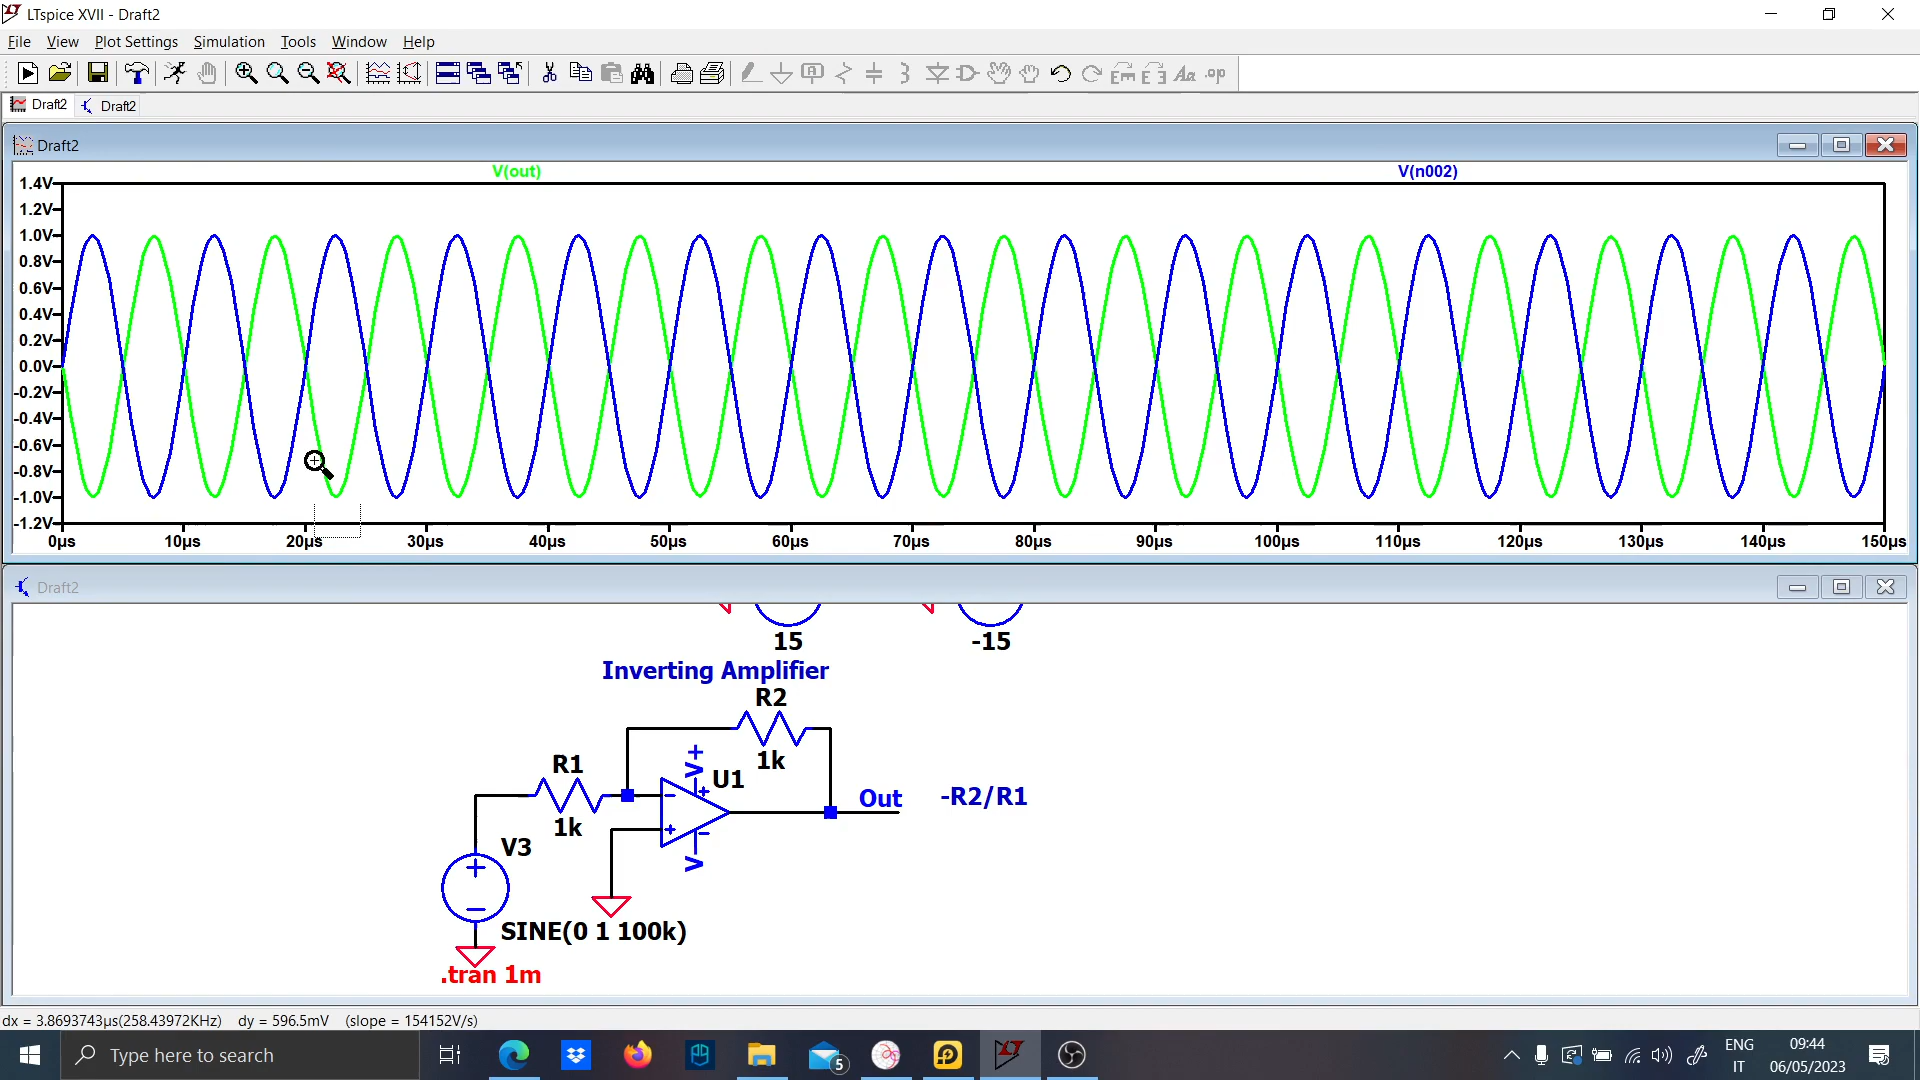 LTspice XVII - Draft2
File View Plot Settings Simulation Tools Window Help
Aa .op
Draft2 Draft2
Draft2
V(out) V(n002)
1.4V
1.2V
1.0V
0.8V
0.6V
0.4V
0.2V
0.0V
-0.2V
-0.4V
-0.6V
-0.8V
-1.0V
-1.2V
0µs 10µs 20µs 30µs 40µs 50µs 60µs 70µs 80µs 90µs 100µs 110µs 120µs 130µs 140µs 150µs
Draft2
15 -15
Inverting Amplifier
R2
1k
R1
1k
V+
U1
V-
Out -R2/R1
V3
SINE(0 1 100k)
.tran 1m
dx = 3.8693743µs(258.43972KHz) dy = 596.5mV (slope = 154152V/s)
Type here to search
5
LT
ENG
IT
09:44
06/05/2023